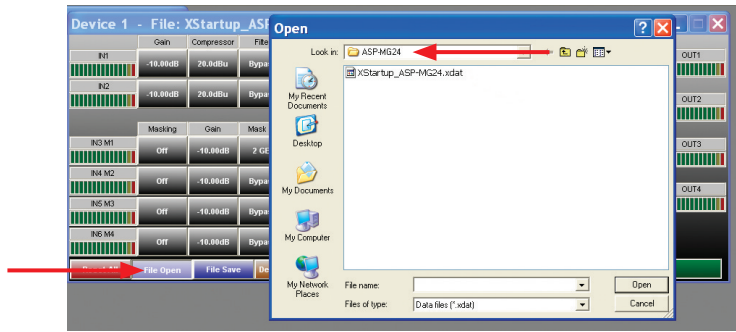 Device 1 - File: XStartup_ASP
Gain Compressor Filte
IN1 -10.00dB 20.0dBu Bypa
IN2 -10.00dB 20.0dBu Bypa
Masking Gain Mask
IN3 M1 Off -10.00dB 2 GE
IN4 M2 Off -10.00dB Bypa
IN5 M3 Off -10.00dB Bypa
IN6 M4 Off -10.00dB Bypa
File Open File Save De
Open
Look in: ASP-MG24
XStartup_ASP-MG24.xdat
My Recent
Documents
Desktop
My Documents
My Computer
My Network
Places
File name: Open
Files of type: Data files (*.xdat) Cancel
OUT1
OUT2
OUT3
OUT4